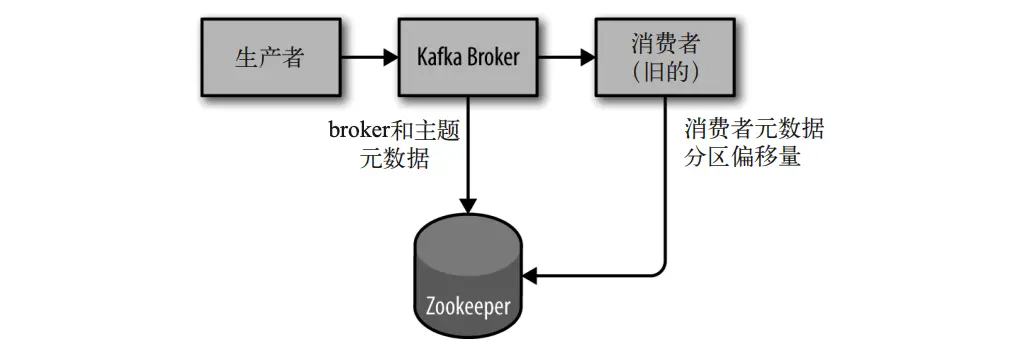 生产者
Kafka Broker
消费者
（旧的）
broker和主题
元数据
消费者元数据
分区偏移量
Zookeeper